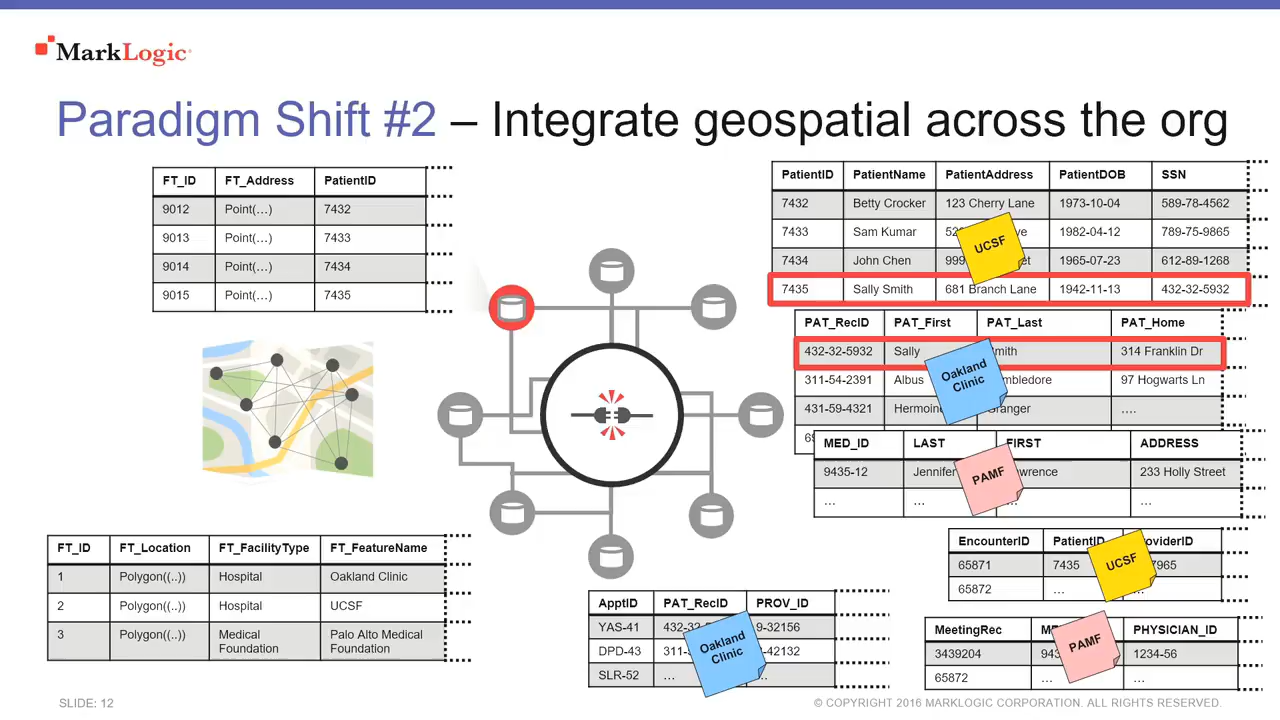 MarkLogic
Paradigm Shift #2 – Integrate geospatial across the org
FT_ID FT_Address PatientID
9012 Point(…) 7432
9013 Point(…) 7433
9014 Point(…) 7434
9015 Point(…) 7435
PatientID PatientName PatientAddress PatientDOB SSN
7432 Betty Crocker 123 Cherry Lane 1973-10-04 589-78-4562
7433 Sam Kumar 1982-04-12 789-75-9865
7434 John Chen 999 1965-07-23 612-89-1268
7435 Sally Smith 681 Branch Lane 1942-11-13 432-32-5932
UCSF
PAT_RecID PAT_First PAT_Last PAT_Home
432-32-5932 Sally mith 314 Franklin Dr
311-54-2391 Albus mbledore 97 Hogwarts Ln
431-59-4321 Hermoine Granger ....
Oakland
Clinic
MED_ID LAST FIRST ADDRESS
9435-12 Jennifer wrence 233 Holly Street
… … … …
PAMF
FT_ID FT_Location FT_FacilityType FT_FeatureName
1 Polygon((..)) Hospital Oakland Clinic
2 Polygon((..)) Hospital UCSF
3 Polygon((..)) Medical Foundation Palo Alto Medical Foundation
EncounterID PatientID oviderID
65871 7435 7965
65872 …
UCSF
ApptID PAT_RecID PROV_ID
YAS-41 432-32 9-32156
DPD-43 311- -42132
SLR-52 … …
Oakland
Clinic
MeetingRec PHYSICIAN_ID
3439204 943 1234-56
65872 … …
PAMF
SLIDE: 12
© COPYRIGHT 2016 MARKLOGIC CORPORATION. ALL RIGHTS RESERVED.